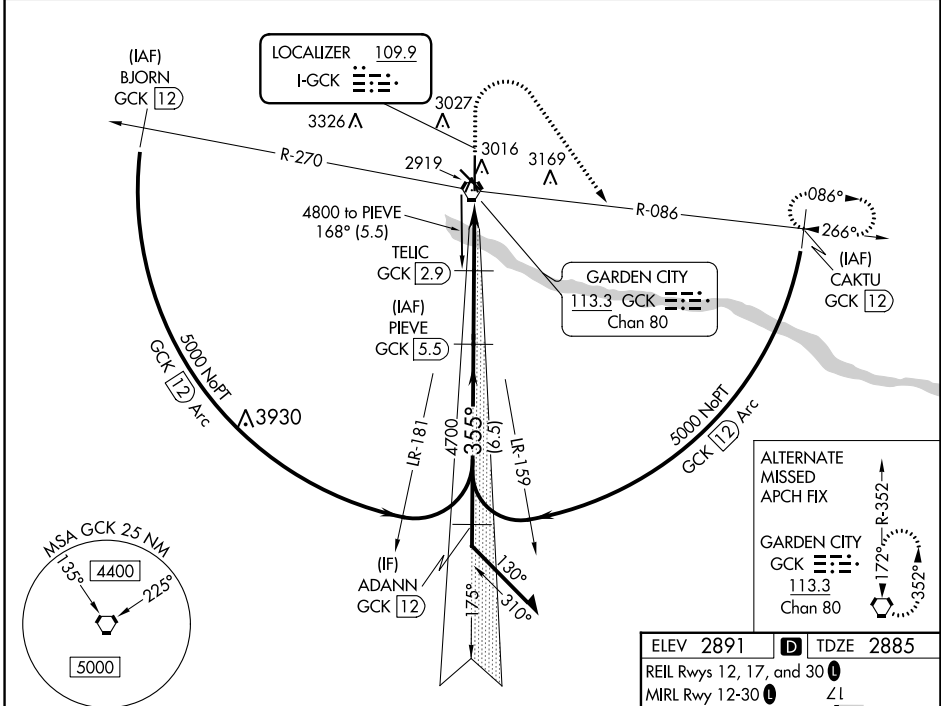 (IAF)
BJORN
GCK 12
LOCALIZER 109.9
I-GCK
3326
3027
3016
3169
2919
R-270
R-086
086°
266°
(IAF)
CAKTU
GCK 12
4800 to PIEVE
168° (5.5)
TELIC
GCK 2.9
(IAF)
PIEVE
GCK 5.5
GARDEN CITY
113.3 GCK
Chan 80
5000 NoPT
GCK 12 Arc
3930
LR-181
4700
355°
(6.5)
LR-159
5000 NoPT
GCK 12 Arc
(IF)
ADANN
GCK 12
175°
130°
310°
MSA GCK 25 NM
135°
4400
225°
5000
ALTERNATE
MISSED
APCH FIX
GARDEN CITY
GCK
113.3
Chan 80
R-352
172°
352°
ELEV 2891 D TDZE 2885
REIL Rwys 12, 17, and 30 L
MIRL Rwy 12-30 L
17